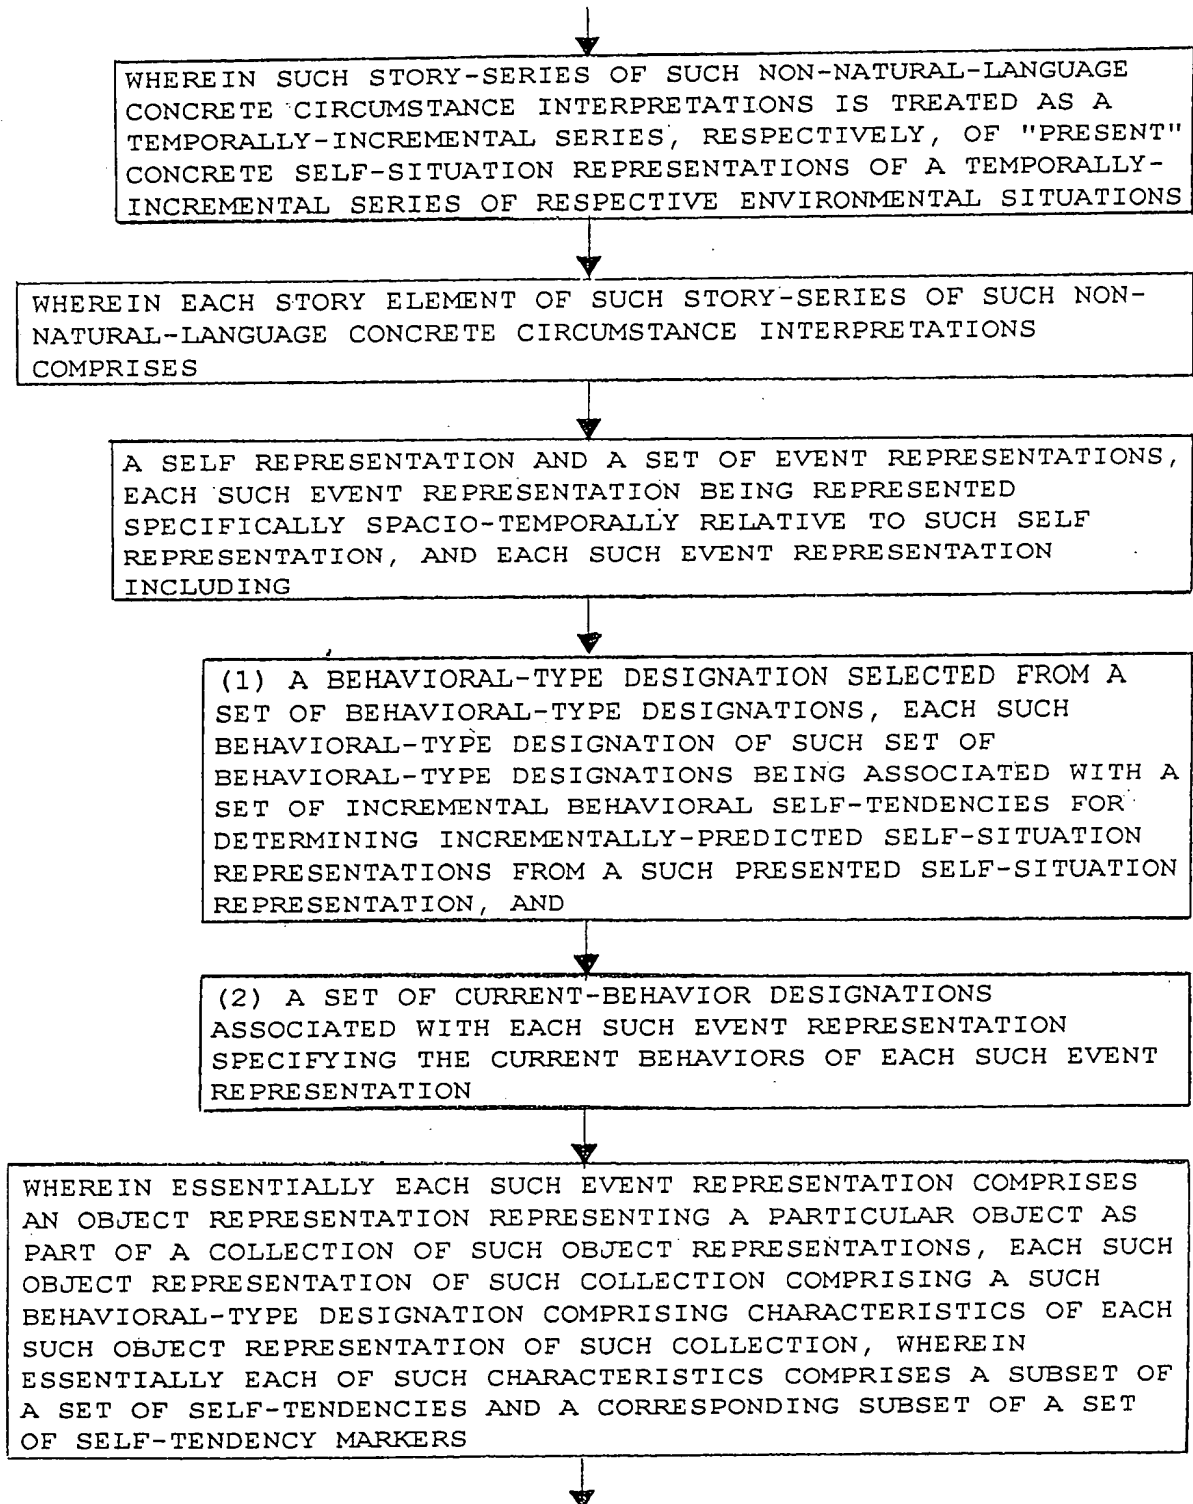 WHEREIN SUCH STORY-SERIES OF SUCH NON-NATURAL-LANGUAGE
CONCRETE CIRCUMSTANCE INTERPRETATIONS IS TREATED AS A
TEMPORALLY-INCREMENTAL SERIES, RESPECTIVELY, OF "PRESENT"
CONCRETE SELF-SITUATION REPRESENTATIONS OF A TEMPORALLY-
INCREMENTAL SERIES OF RESPECTIVE ENVIRONMENTAL SITUATIONS
WHEREIN EACH STORY ELEMENT OF SUCH STORY-SERIES OF SUCH NON-
NATURAL-LANGUAGE CONCRETE CIRCUMSTANCE INTERPRETATIONS
COMPRISES
A SELF REPRESENTATION AND A SET OF EVENT REPRESENTATIONS,
EACH SUCH EVENT REPRESENTATION BEING REPRESENTED
SPECIFICALLY SPACIO-TEMPORALLY RELATIVE TO SUCH SELF
REPRESENTATION, AND EACH SUCH EVENT REPRESENTATION
INCLUDING
(1) A BEHAVIORAL-TYPE DESIGNATION SELECTED FROM A
SET OF BEHAVIORAL-TYPE DESIGNATIONS, EACH SUCH
BEHAVIORAL-TYPE DESIGNATION OF SUCH SET OF
BEHAVIORAL-TYPE DESIGNATIONS BEING ASSOCIATED WITH A
SET OF INCREMENTAL BEHAVIORAL SELF-TENDENCIES FOR
DETERMINING INCREMENTALLY-PREDICTED SELF-SITUATION
REPRESENTATIONS FROM A SUCH PRESENTED SELF-SITUATION
REPRESENTATION, AND
(2) A SET OF CURRENT-BEHAVIOR DESIGNATIONS
ASSOCIATED WITH EACH SUCH EVENT REPRESENTATION
SPECIFYING THE CURRENT BEHAVIORS OF EACH SUCH EVENT
REPRESENTATION
WHEREIN ESSENTIALLY EACH SUCH EVENT REPRESENTATION COMPRISES
AN OBJECT REPRESENTATION REPRESENTING A PARTICULAR OBJECT AS
PART OF A COLLECTION OF SUCH OBJECT REPRESENTATIONS, EACH SUCH
OBJECT REPRESENTATION OF SUCH COLLECTION COMPRISING A SUCH
BEHAVIORAL-TYPE DESIGNATION COMPRISING CHARACTERISTICS OF EACH
SUCH OBJECT REPRESENTATION OF SUCH COLLECTION, WHEREIN
ESSENTIALLY EACH OF SUCH CHARACTERISTICS COMPRISES A SUBSET OF
A SET OF SELF-TENDENCIES AND A CORRESPONDING SUBSET OF A SET
OF SELF-TENDENCY MARKERS